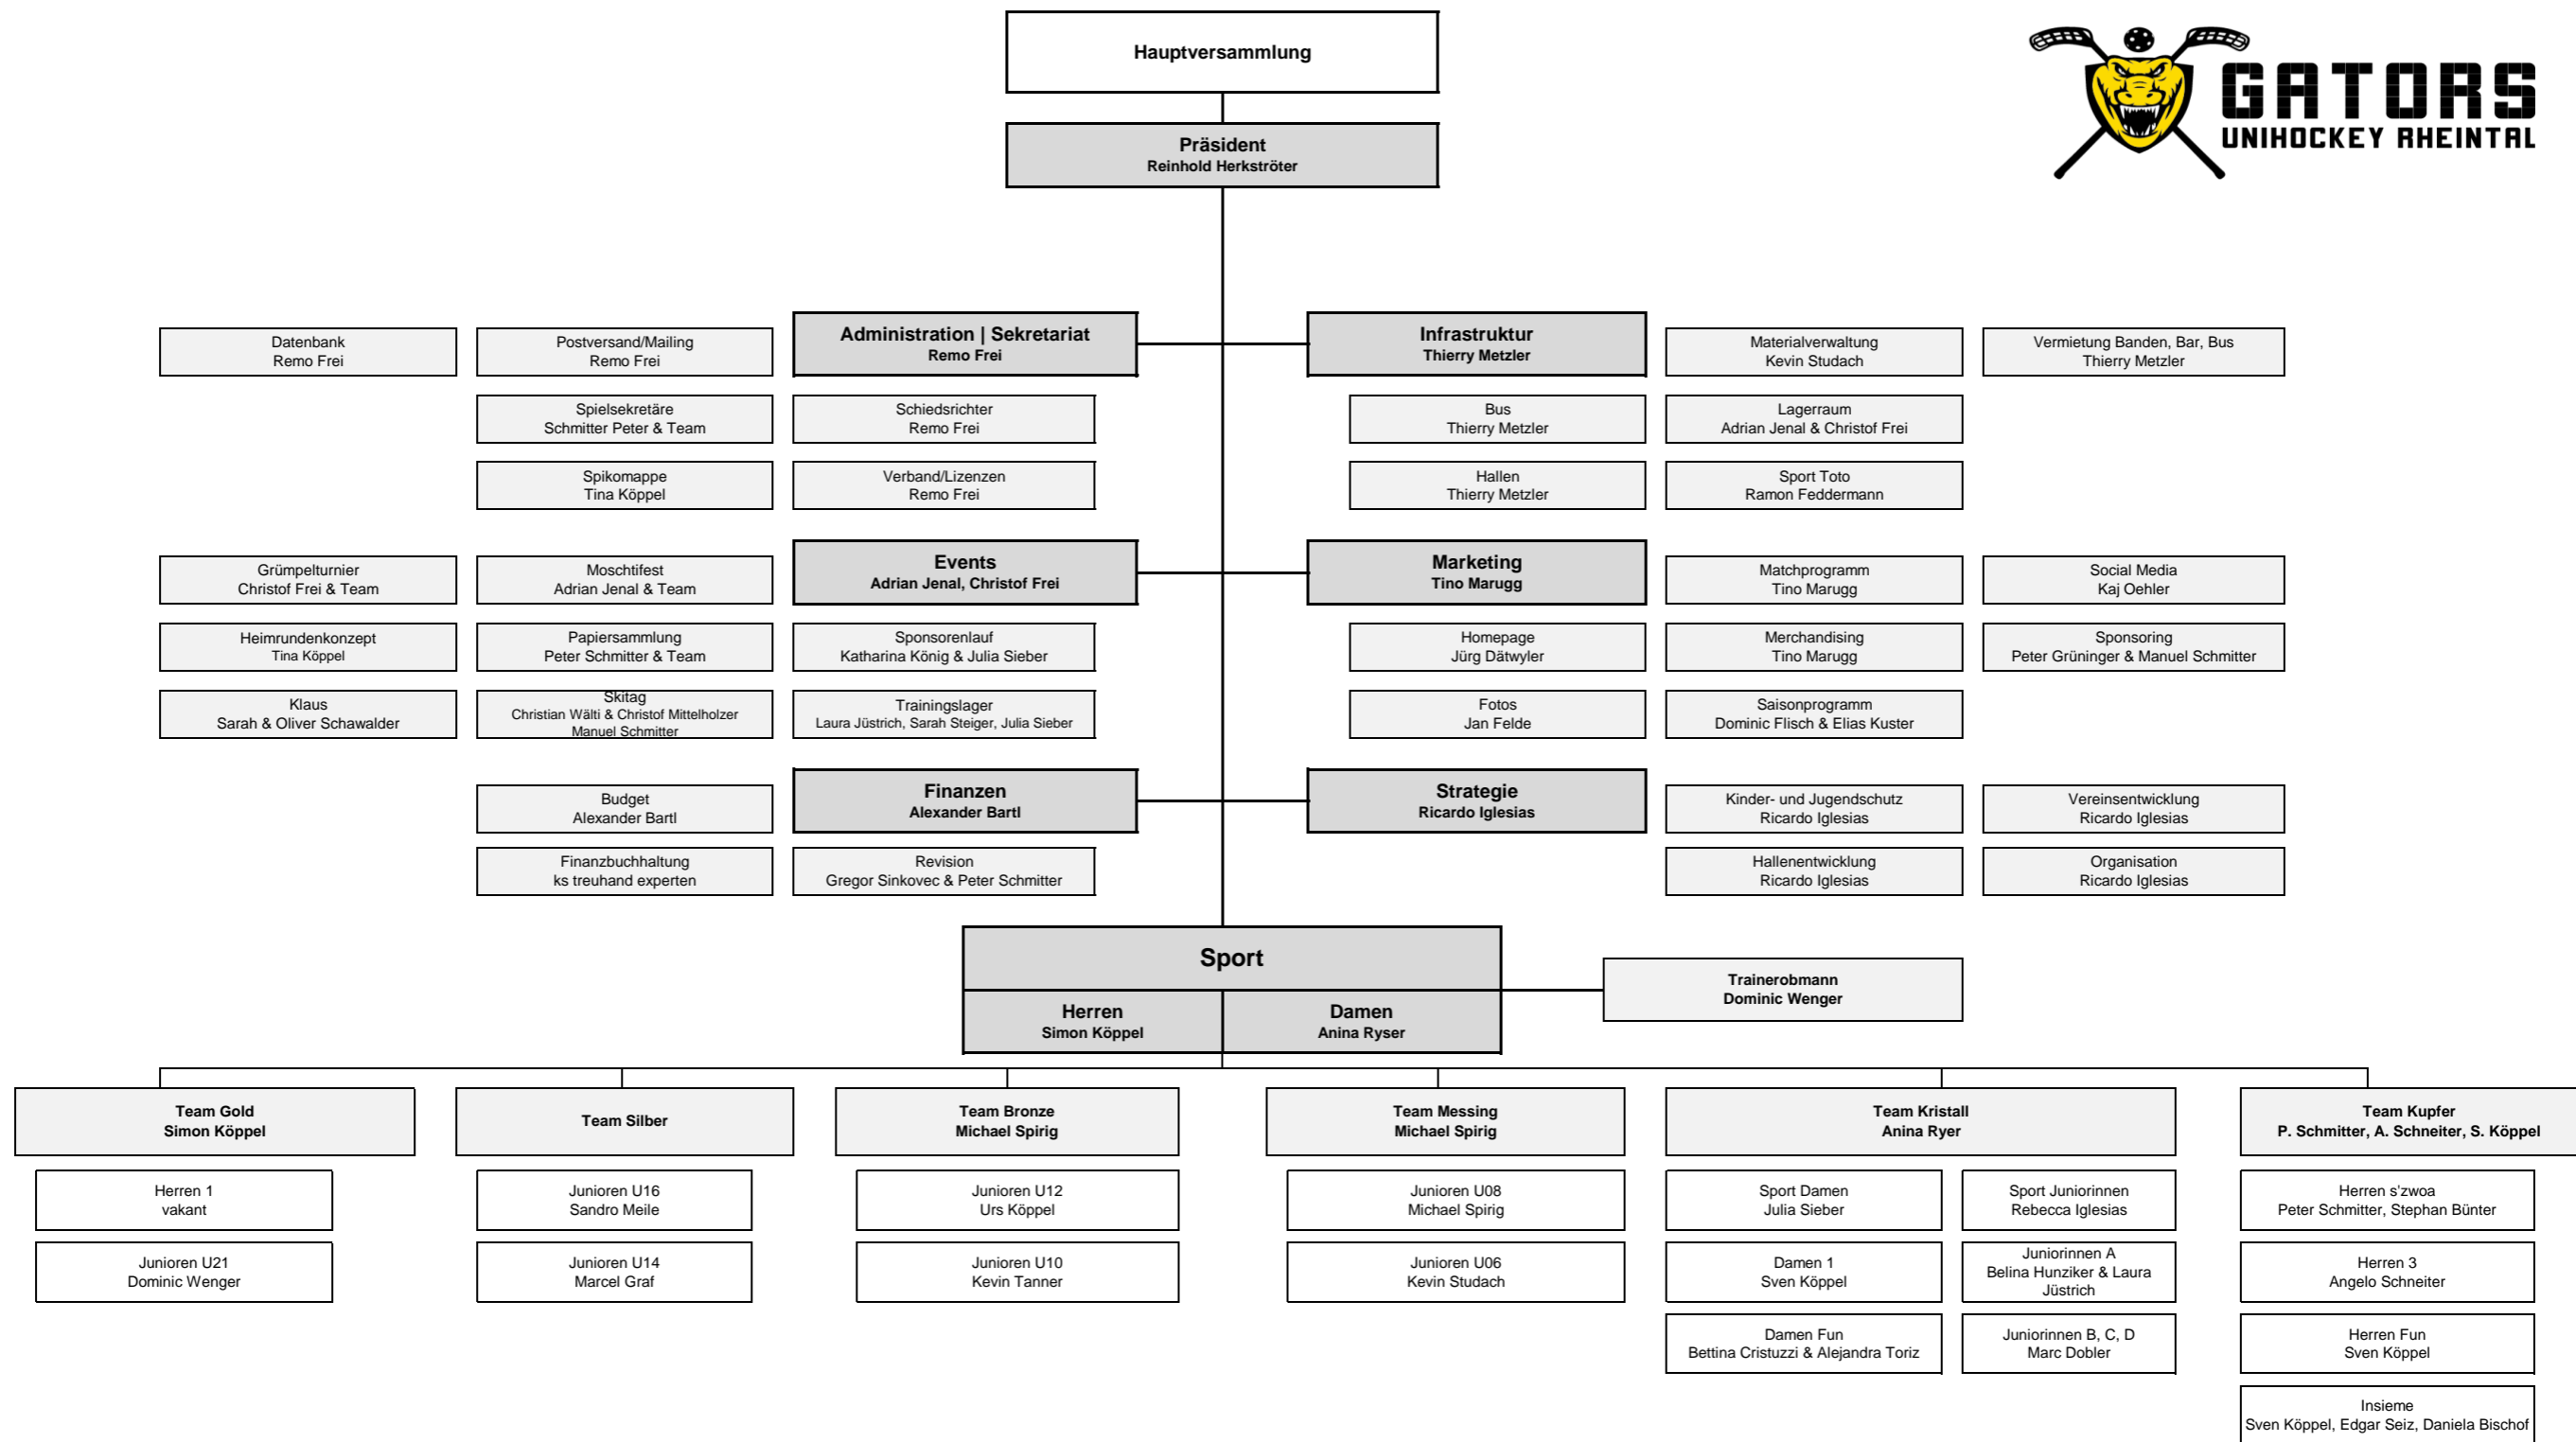 Hauptversammlung
GATORS
UNIHOCKEY RHEINTAL
Präsident
Reinhold Herkströter
Datenbank
Remo Frei
Postversand/Mailing
Remo Frei
Administration | Sekretariat
Remo Frei
Infrastruktur
Thierry Metzler
Materialverwaltung
Kevin Studach
Vermietung Banden, Bar, Bus
Thierry Metzler
Spielsekretäre
Schmitter Peter & Team
Schiedsrichter
Remo Frei
Bus
Thierry Metzler
Lagerraum
Adrian Jenal & Christof Frei
Spikomappe
Tina Köppel
Verband/Lizenzen
Remo Frei
Hallen
Thierry Metzler
Sport Toto
Ramon Feddermann
Grümpelturnier
Christof Frei & Team
Moschtifest
Adrian Jenal & Team
Events
Adrian Jenal, Christof Frei
Marketing
Tino Marugg
Matchprogramm
Tino Marugg
Social Media
Kaj Oehler
Heimrundenkonzept
Tina Köppel
Papiersammlung
Peter Schmitter & Team
Sponsorenlauf
Katharina König & Julia Sieber
Homepage
Jürg Dätwyler
Merchandising
Tino Marugg
Sponsoring
Peter Grüninger & Manuel Schmitter
Klaus
Sarah & Oliver Schawalder
Skitag
Christian Wälti & Christof Mittelholzer
Manuel Schmitter
Trainingslager
Laura Jüstrich, Sarah Steiger, Julia Sieber
Fotos
Jan Felde
Saisonprogramm
Dominic Flisch & Elias Kuster
Budget
Alexander Bartl
Finanzen
Alexander Bartl
Strategie
Ricardo Iglesias
Kinder- und Jugendschutz
Ricardo Iglesias
Vereinsentwicklung
Ricardo Iglesias
Finanzbuchhaltung
ks treuhand experten
Revision
Gregor Sinkovec & Peter Schmitter
Hallenentwicklung
Ricardo Iglesias
Organisation
Ricardo Iglesias
Sport
Herren
Simon Köppel
Damen
Anina Ryser
Trainerobmann
Dominic Wenger
Team Gold
Simon Köppel
Team Silber
Team Bronze
Michael Spirig
Team Messing
Michael Spirig
Team Kristall
Anina Ryer
Team Kupfer
P. Schmitter, A. Schneiter, S. Köppel
Herren 1
vakant
Junioren U16
Sandro Meile
Junioren U12
Urs Köppel
Junioren U08
Michael Spirig
Sport Damen
Julia Sieber
Sport Juniorinnen
Rebecca Iglesias
Herren s'zwoa
Peter Schmitter, Stephan Bünter
Junioren U21
Dominic Wenger
Junioren U14
Marcel Graf
Junioren U10
Kevin Tanner
Junioren U06
Kevin Studach
Damen 1
Sven Köppel
Juniorinnen A
Belina Hunziker & Laura
Jüstrich
Herren 3
Angelo Schneiter
Damen Fun
Bettina Cristuzzi & Alejandra Toriz
Juniorinnen B, C, D
Marc Dobler
Herren Fun
Sven Köppel
Insieme
Sven Köppel, Edgar Seiz, Daniela Bischof